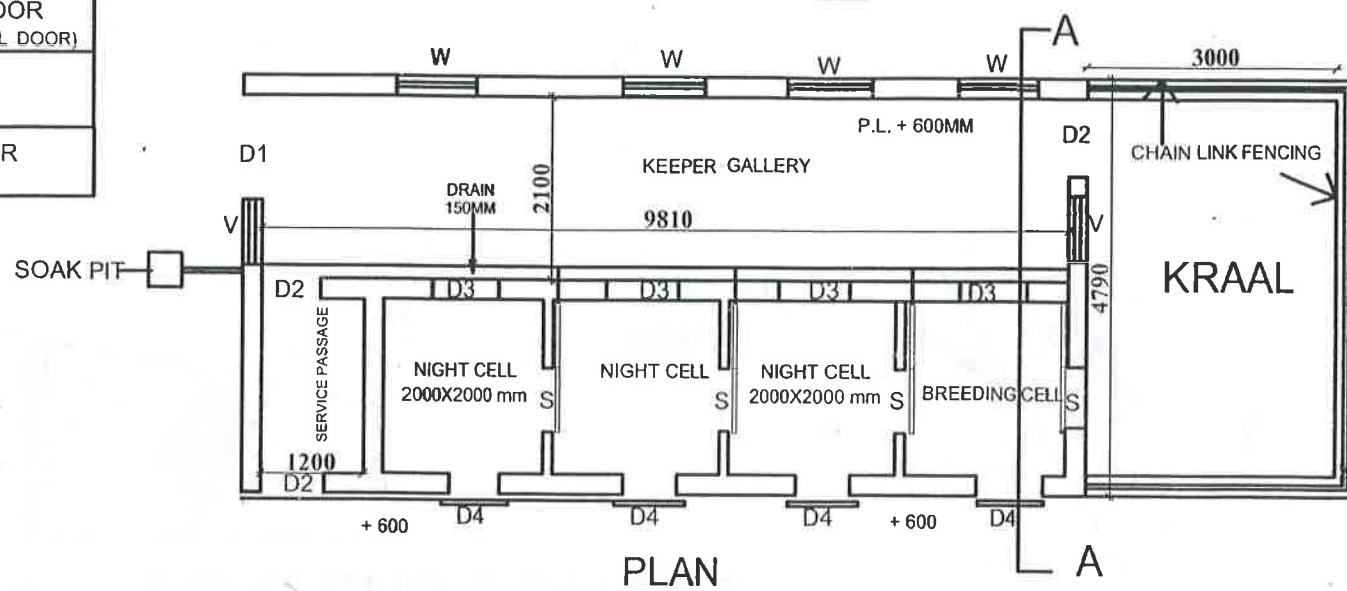 DOOR
L DOOR)
R
W
W
W
W
A
3000
P.L. + 600MM
D1
D2
CHAIN LINK FENCING
KEEPER GALLERY
DRAIN
150MM
2100
V
9810
V
SOAK PIT
D2
D3
D3
D3
D3
4790
KRAAL
SERVICE PASSAGE
NIGHT CELL
2000X2000 mm
S
NIGHT CELL
S
NIGHT CELL
2000X2000 mm
S
BREEDING CELL
S
1200
D2
D4
D4
D4
D4
+ 600
+ 600
A
PLAN